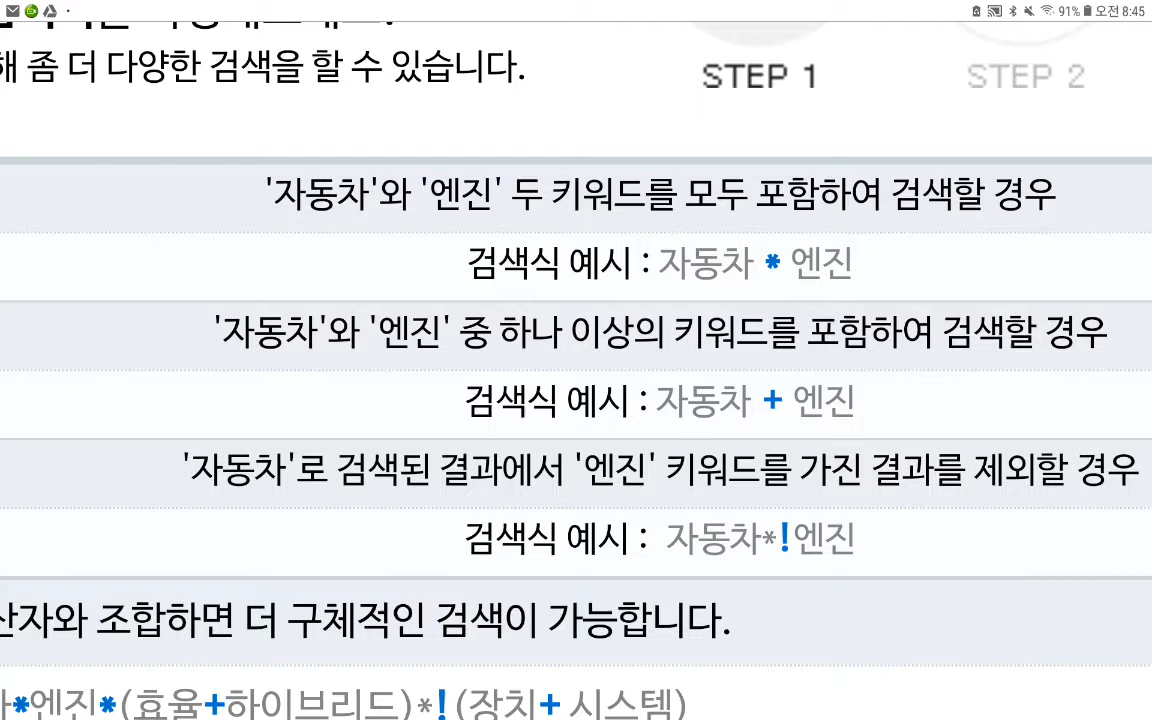 91% 오전 8:45
해 좀 더 다양한 검색을 할 수 있습니다.
STEP 1
STEP 2
'자동차'와 '엔진' 두 키워드를 모두 포함하여 검색할 경우
검색식 예시 : 자동차 * 엔진
'자동차'와 '엔진' 중 하나 이상의 키워드를 포함하여 검색할 경우
검색식 예시 : 자동차 + 엔진
'자동차'로 검색된 결과에서 '엔진' 키워드를 가진 결과를 제외할 경우
검색식 예시 : 자동차*!엔진
산자와 조합하면 더 구체적인 검색이 가능합니다.
*엔진*(효율+하이브리드)*!(장치+ 시스템)